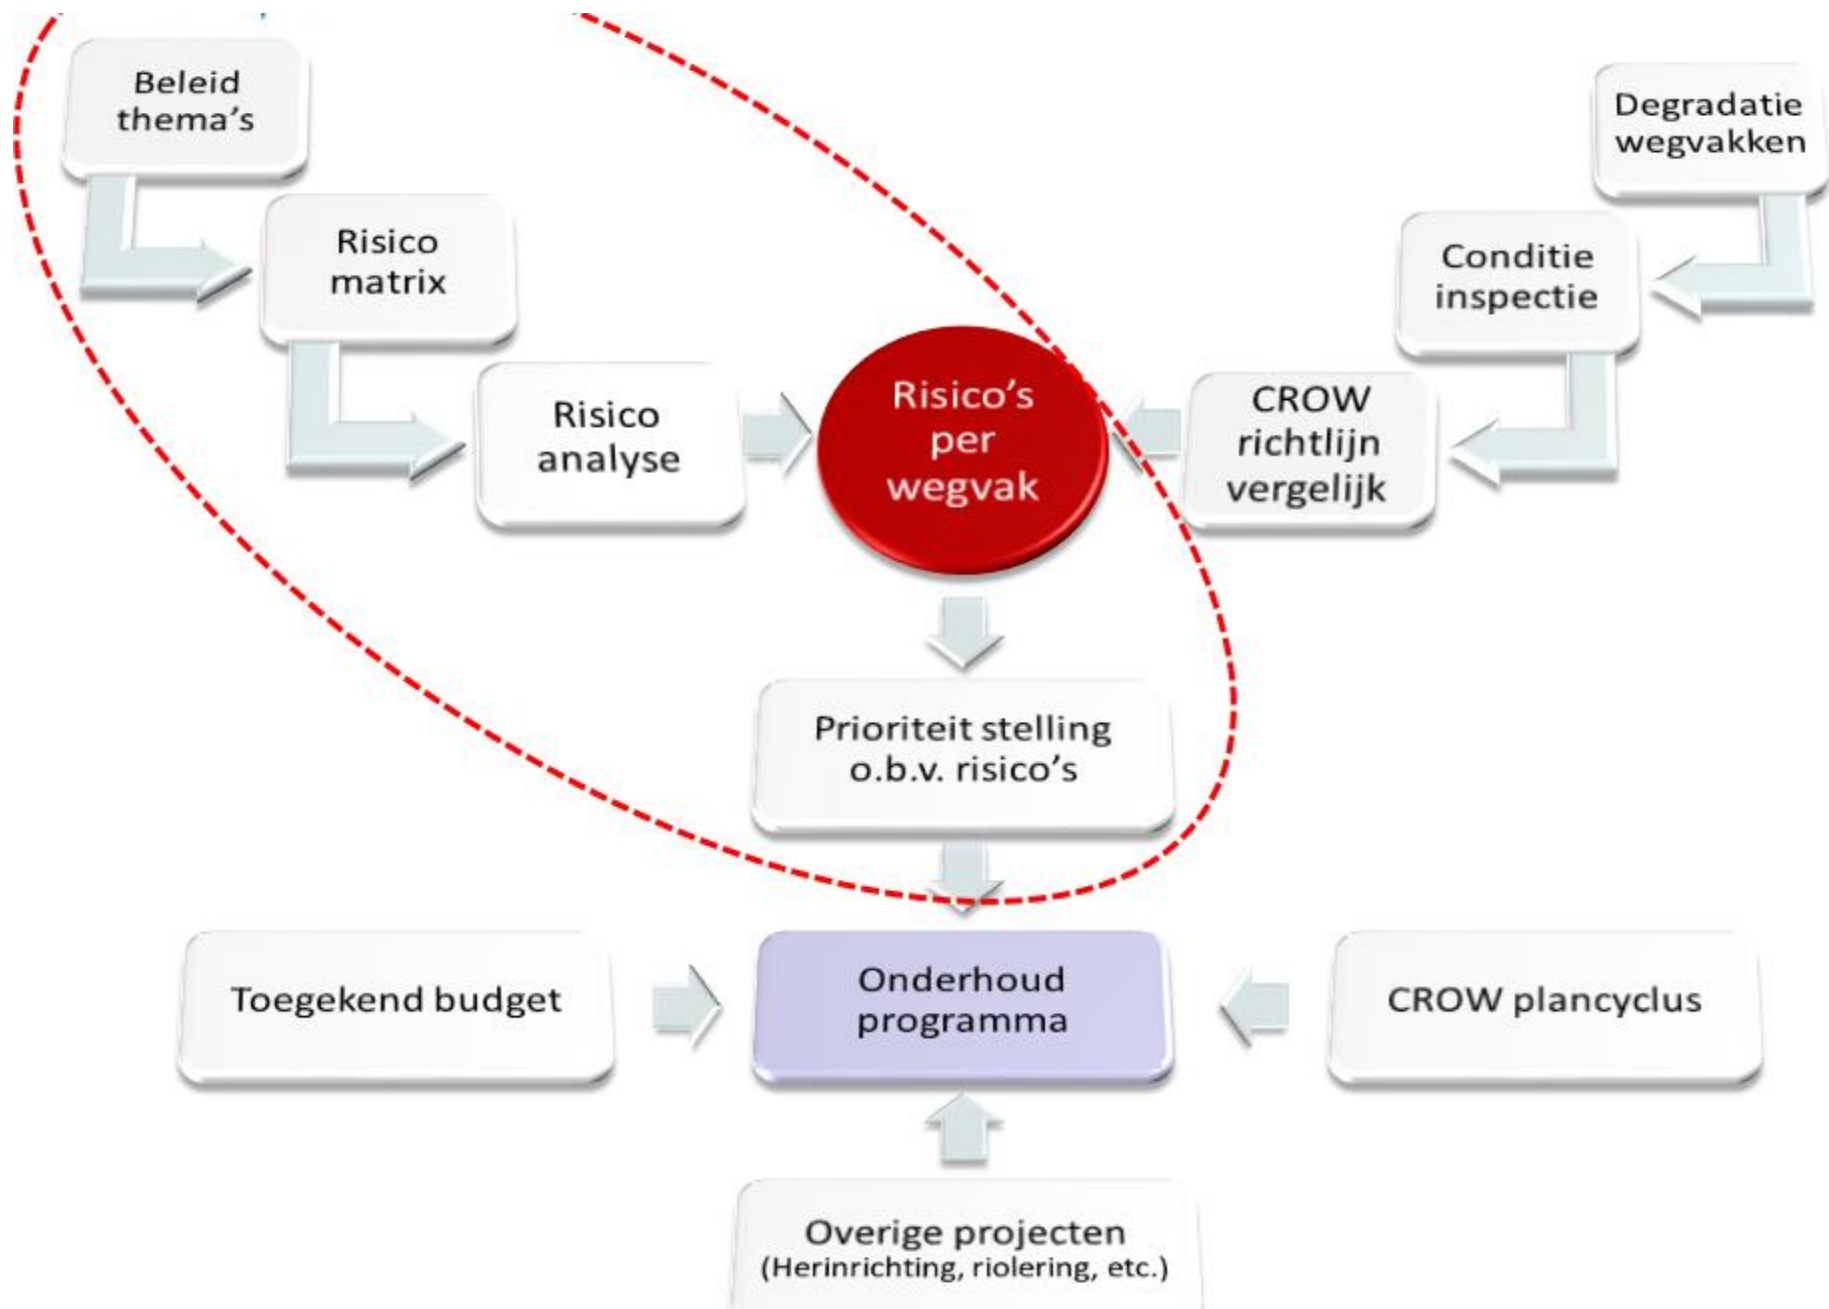 Beleid
thema's
Risico
matrix
Risico
analyse
Risico's
per
wegvak
Degradatie
wegvakken
Conditie
inspectie
CROW
richtlijn
vergelijk
Prioriteit stelling
o.b.v. risico's
Toegekend budget
Onderhoud
programma
CROW plancyclus
Overige projecten
(Herinrichting, riolering, etc.)